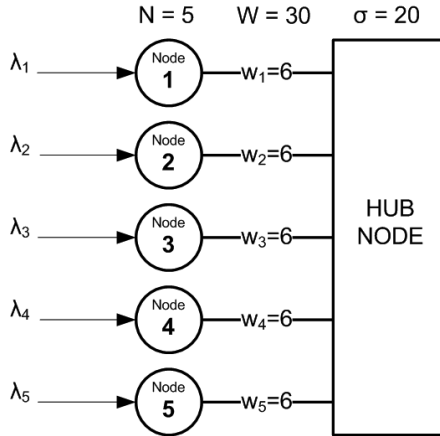 N = 5 W = 30 σ = 20
λ1 Node 1 w1=6
λ2 Node 2 w2=6
λ3 Node 3 w3=6
HUB NODE
λ4 Node 4 w4=6
λ5 Node 5 w5=6